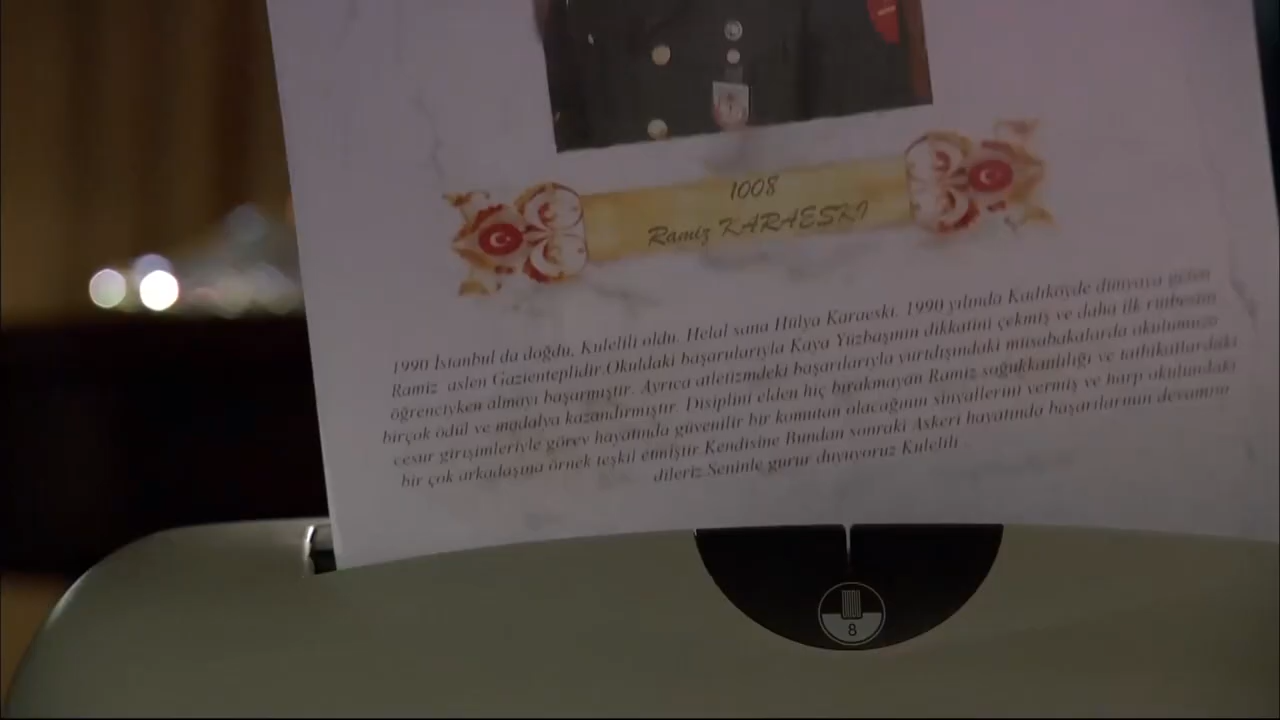 1008
Ramiz KARAESKI
1990 İstanbul da doğdu. Kulelili oldu. Helal sana Hülya Karaeski. 1990 yılında Kadıköyde dünyaya gelen
Ramiz aslen Gazienteplidir.Okuldaki başarularıyla Kaya Yüzbaşının dikkatini çekmiş ve daha ilk rütbesini
öğrenciyken almayı başarmıştır. Ayrıca atletizmdeki başarılarıyla yurtdışındaki müsabakalarda okulumuza
birçok ödül ve madalya kazandırmıştır. Disiplini elden hiç bırakmayan Ramiz soğukkanlılığı ve tatbikatlardaki
cesur girişimleriyle görev hayatında güvenilir bir komutan olacağının sinyallerini vermiş ve harp okulundaki
bir çok arkadaşına örnek teşkil etmiştir.Kendisine Bundan sonraki Askeri hayatında başarılarının devamını
dileriz.Seninle gurur duyuyoruz Kulelili
8